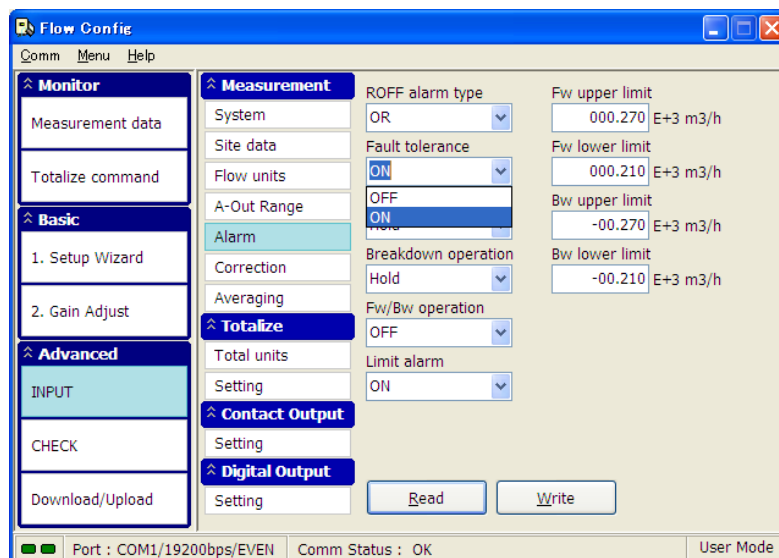 Flow Config
Comm Menu Help
Monitor
Measurement data
Totalize command
Basic
1. Setup Wizard
2. Gain Adjust
Advanced
INPUT
CHECK
Download/Upload
Measurement
System
Site data
Flow units
A-Out Range
Alarm
Correction
Averaging
Totalize
Total units
Setting
Contact Output
Setting
Digital Output
Setting
ROFF alarm type
OR
Fault tolerance
ON
OFF
ON
Hold
Breakdown operation
Hold
Fw/Bw operation
OFF
Limit alarm
ON
Fw upper limit
000.270 E+3 m3/h
Fw lower limit
000.210 E+3 m3/h
Bw upper limit
-00.270 E+3 m3/h
Bw lower limit
-00.210 E+3 m3/h
Read Write
Port : COM1/19200bps/EVEN Comm Status : OK User Mode